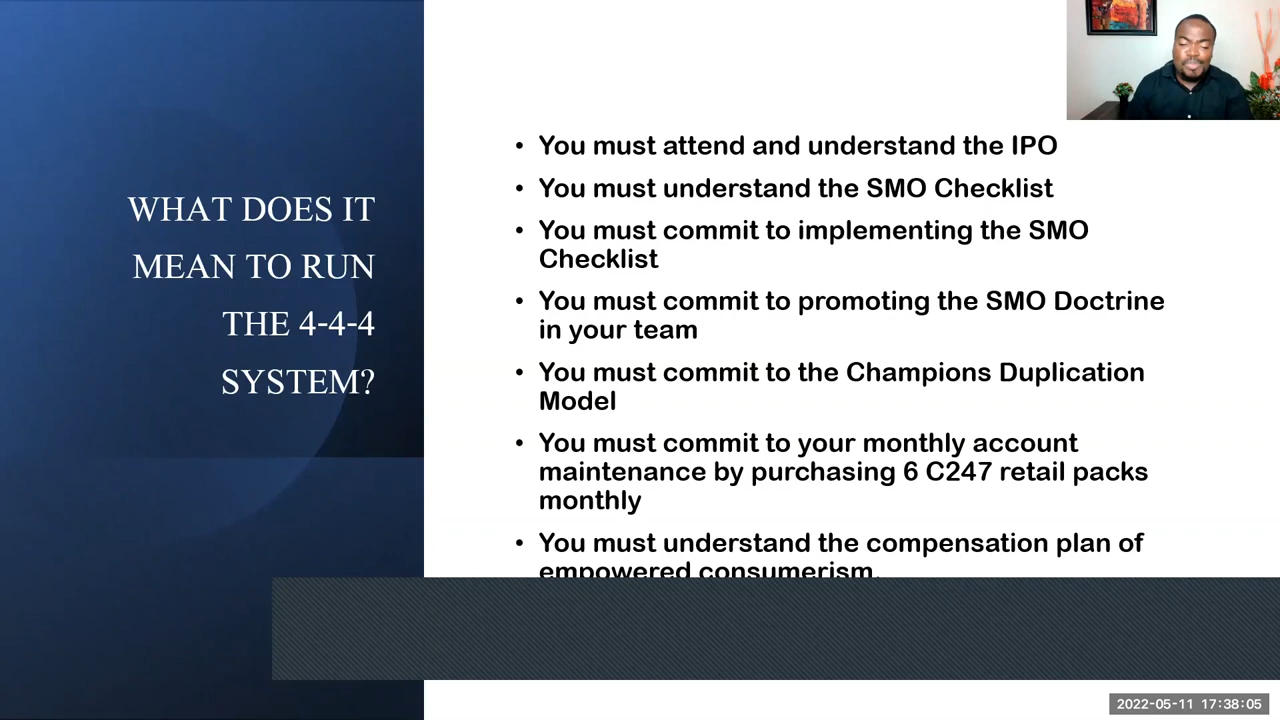 WHAT DOES IT
MEAN TO RUN
THE 4-4-4
SYSTEM?
• You must attend and understand the IPO
• You must understand the SMO Checklist
• You must commit to implementing the SMO
Checklist
• You must commit to promoting the SMO Doctrine
in your team
• You must commit to the Champions Duplication
Model
• You must commit to your monthly account
maintenance by purchasing 6 C247 retail packs
monthly
• You must understand the compensation plan of
empowered consumerism.
2022-05-11 17:38:05